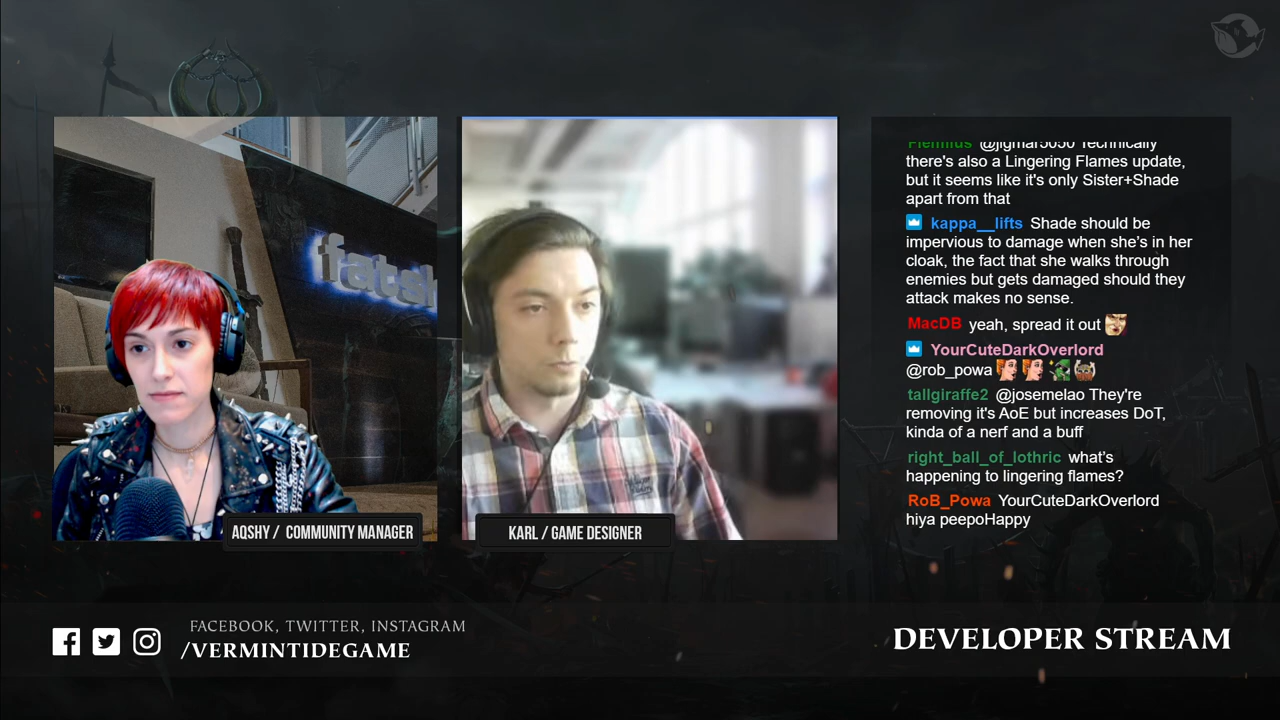 fatsh
AQSHY / COMMUNITY MANAGER
KARL / GAME DESIGNER
Technically
there's also a Lingering Flames update,
but it seems like it's only Sister+Shade
apart from that
kappa__lifts Shade should be
impervious to damage when she's in her
cloak, the fact that she walks through
enemies but gets damaged should they
attack makes no sense.
MacDB yeah, spread it out
YourCuteDarkOverlord
@rob_powa
tallgiraffe2 @josemelao They're
removing it's AoE but increases DoT,
kinda of a nerf and a buff
right_ball_of_lothric what's
happening to lingering flames?
RoB_Powa YourCuteDarkOverlord
hiya peepoHappy
FACEBOOK, TWITTER, INSTAGRAM
/VERMINTIDEGAME
DEVELOPER STREAM